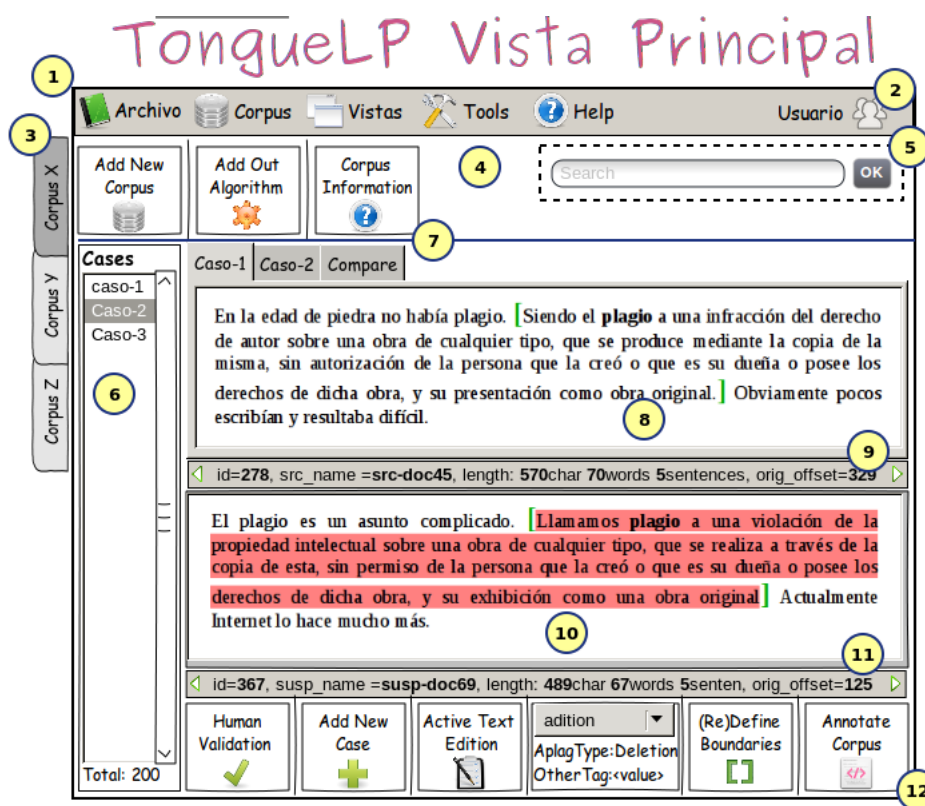 TongueLP Vista Principal
1
2
Archivo Corpus Vistas Tools Help Usuario
3
4
5
Add New Corpus
Add Out Algorithm
Corpus Information
Search OK
Corpus X
Corpus Y
Corpus Z
7
Cases
caso-1
Caso-2
Caso-3
6
Total: 200
Caso-1 Caso-2 Compare
En la edad de piedra no había plagio. [Siendo el plagio a una infracción del derecho
de autor sobre una obra de cualquier tipo, que se produce mediante la copia de la
misma, sin autorización de la persona que la creó o que es su dueña o posee los
derechos de dicha obra, y su presentación como obra original.] Obviamente pocos
escribían y resultaba difícil.
8
9
id=278, src_name =src-doc45, length: 570char 70words 5sentences, orig_offset=329
El plagio es un asunto complicado. [Llamamos plagio a una violación de la
propiedad intelectual sobre una obra de cualquier tipo, que se realiza a través de la
copia de esta, sin permiso de la persona que la creó o que es su dueña o posee los
derechos de dicha obra, y su exhibición como una obra original] Actualmente
Internet lo hace mucho más.
10
11
id=367, susp_name =susp-doc69, length: 489char 67words 5senten, orig_offset=125
Human Validation
Add New Case
Active Text Edition
adition
AplagType:Deletion
OtherTag:<value>
(Re)Define Boundaries
Annotate Corpus
12